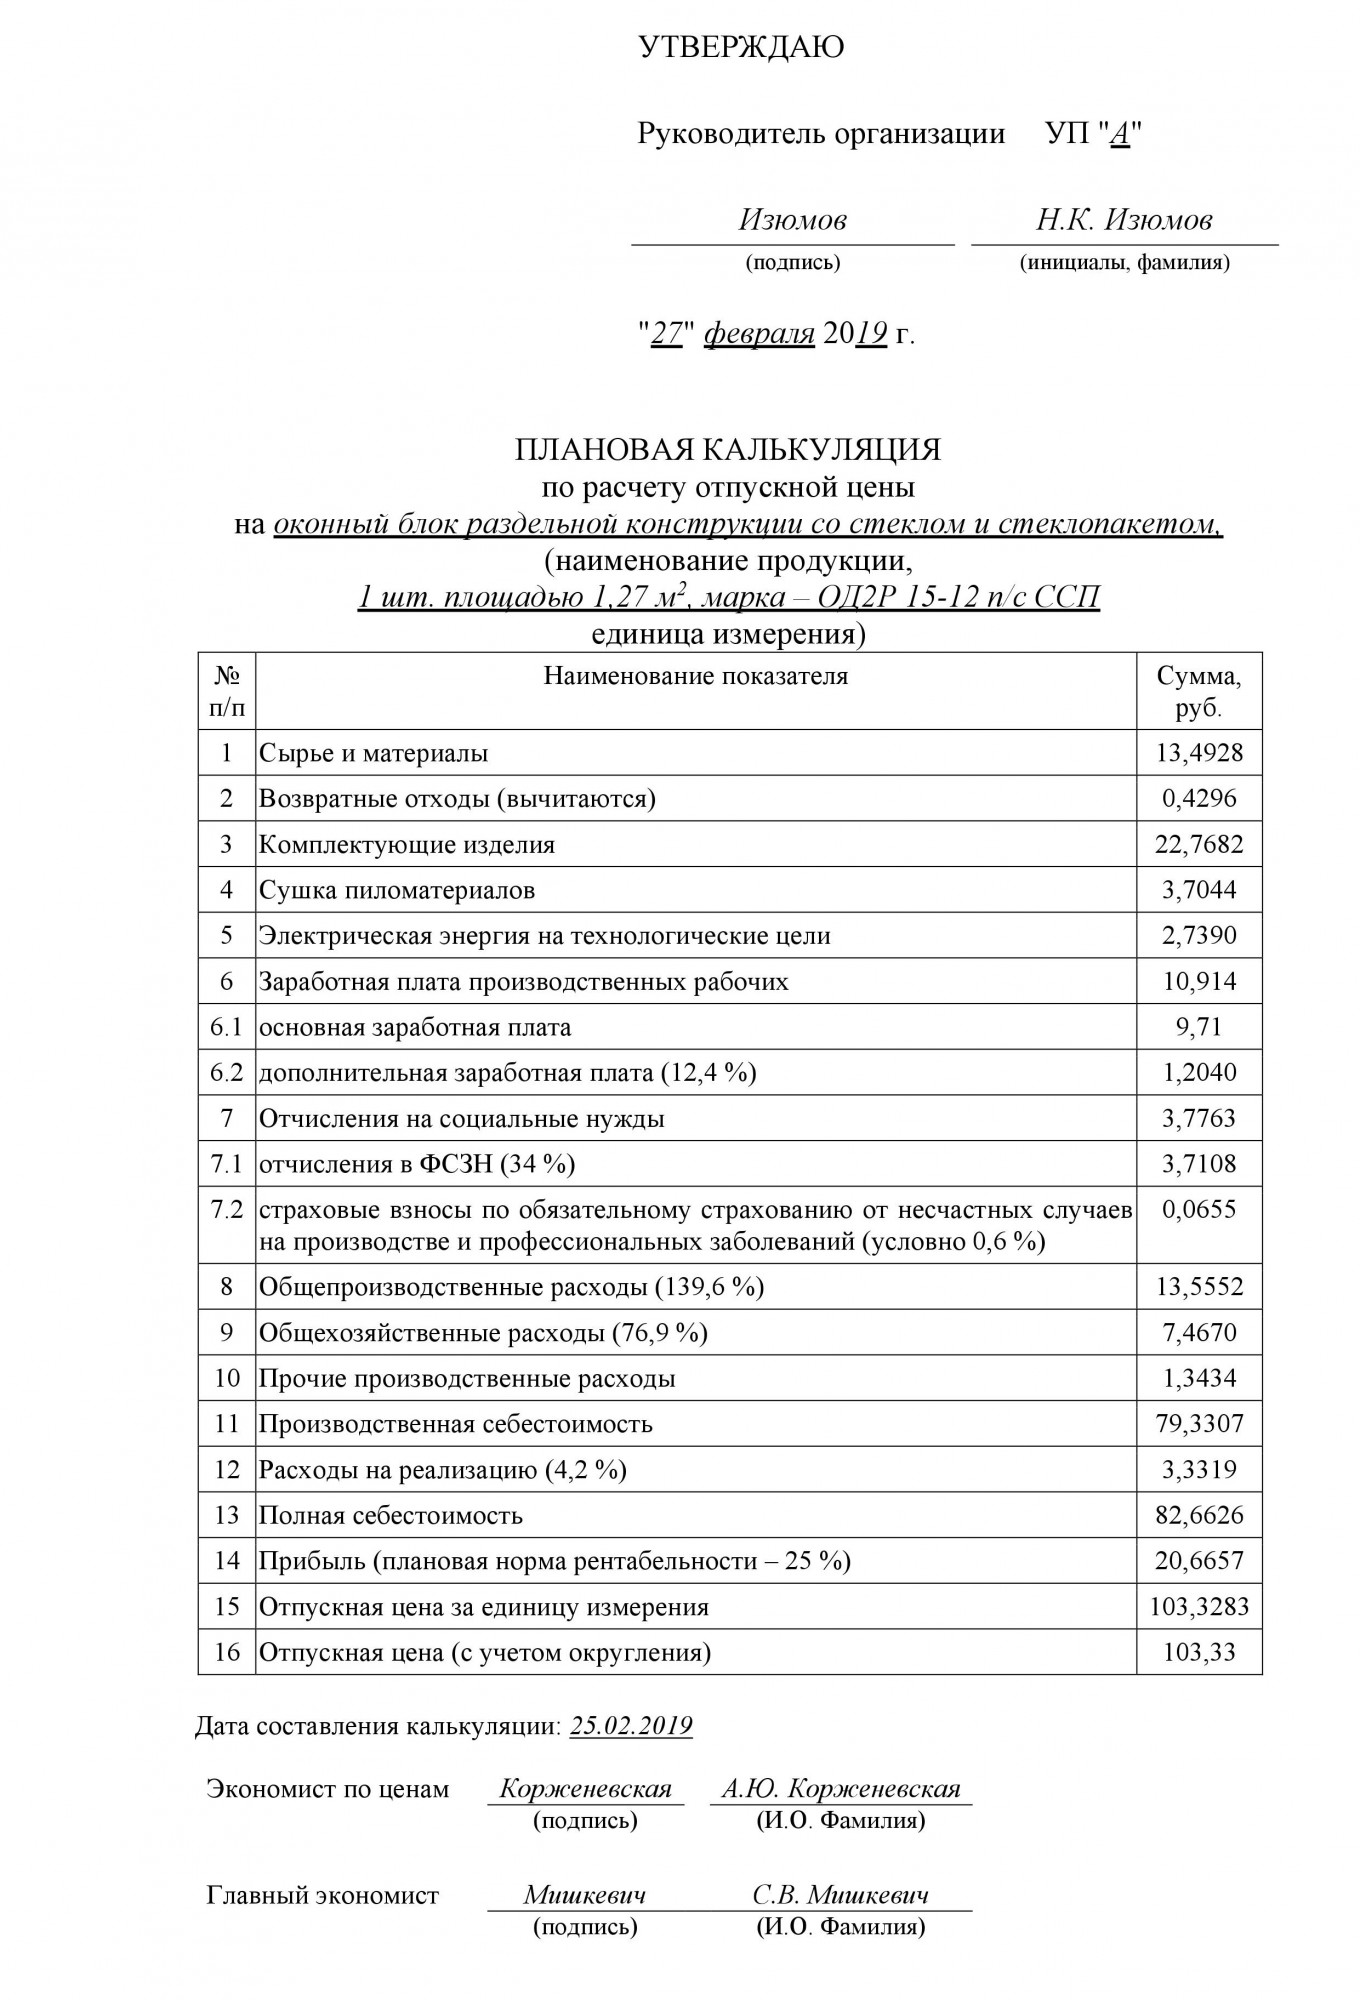 УТВЕРЖДАЮ
Руководитель организации УП "А"
Изюмов Н.К. Изюмов
(подпись) (инициалы, фамилия)
"27" февраля 2019 г.
ПЛАНОВАЯ КАЛЬКУЛЯЦИЯ
по расчету отпускной цены
на оконный блок раздельной конструкции со стеклом и стеклопакетом,
(наименование продукции,
1 шт. площадью 1,27 м², марка – ОД2Р 15-12 п/с ССП
единица измерения)
№ Наименование показателя Сумма,
п/п руб.
1 Сырье и материалы 13,4928
2 Возвратные отходы (вычитаются) 0,4296
3 Комплектующие изделия 22,7682
4 Сушка пиломатериалов 3,7044
5 Электрическая энергия на технологические цели 2,7390
6 Заработная плата производственных рабочих 10,914
6.1 основная заработная плата 9,71
6.2 дополнительная заработная плата (12,4 %) 1,2040
7 Отчисления на социальные нужды 3,7763
7.1 отчисления в ФСЗН (34 %) 3,7108
7.2 страховые взносы по обязательному страхованию от несчастных случаев 0,0655
на производстве и профессиональных заболеваний (условно 0,6 %)
8 Общепроизводственные расходы (139,6 %) 13,5552
9 Общехозяйственные расходы (76,9 %) 7,4670
10 Прочие производственные расходы 1,3434
11 Производственная себестоимость 79,3307
12 Расходы на реализацию (4,2 %) 3,3319
13 Полная себестоимость 82,6626
14 Прибыль (плановая норма рентабельности – 25 %) 20,6657
15 Отпускная цена за единицу измерения 103,3283
16 Отпускная цена (с учетом округления) 103,33
Дата составления калькуляции: 25.02.2019
Экономист по ценам Корженевская А.Ю. Корженевская
(подпись) (И.О. Фамилия)
Главный экономист Мишкевич С.В. Мишкевич
(подпись) (И.О. Фамилия)